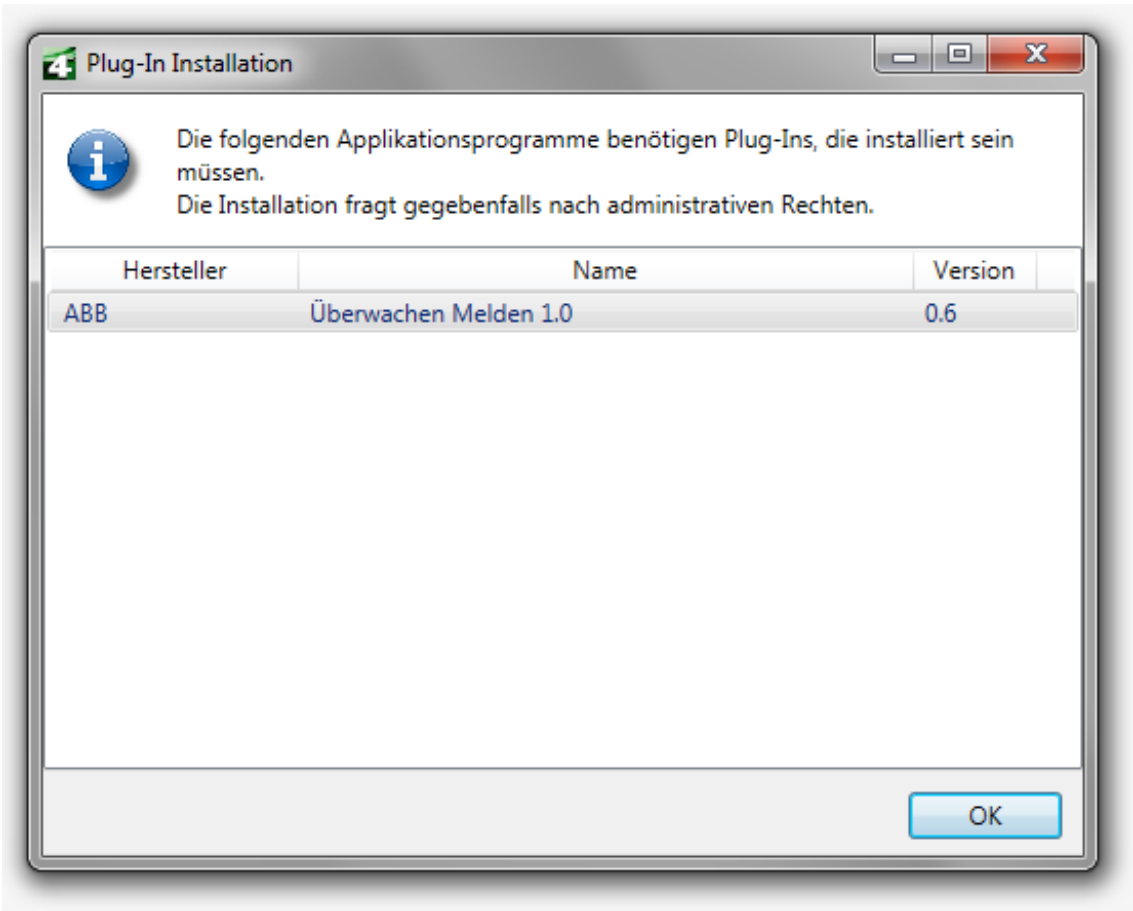 4 Plug-In Installation
Die folgenden Applikationsprogramme benötigen Plug-Ins, die installiert sein
müssen.
Die Installation fragt gegebenfalls nach administrativen Rechten.
Hersteller Name Version
ABB Überwachen Melden 1.0 0.6
OK